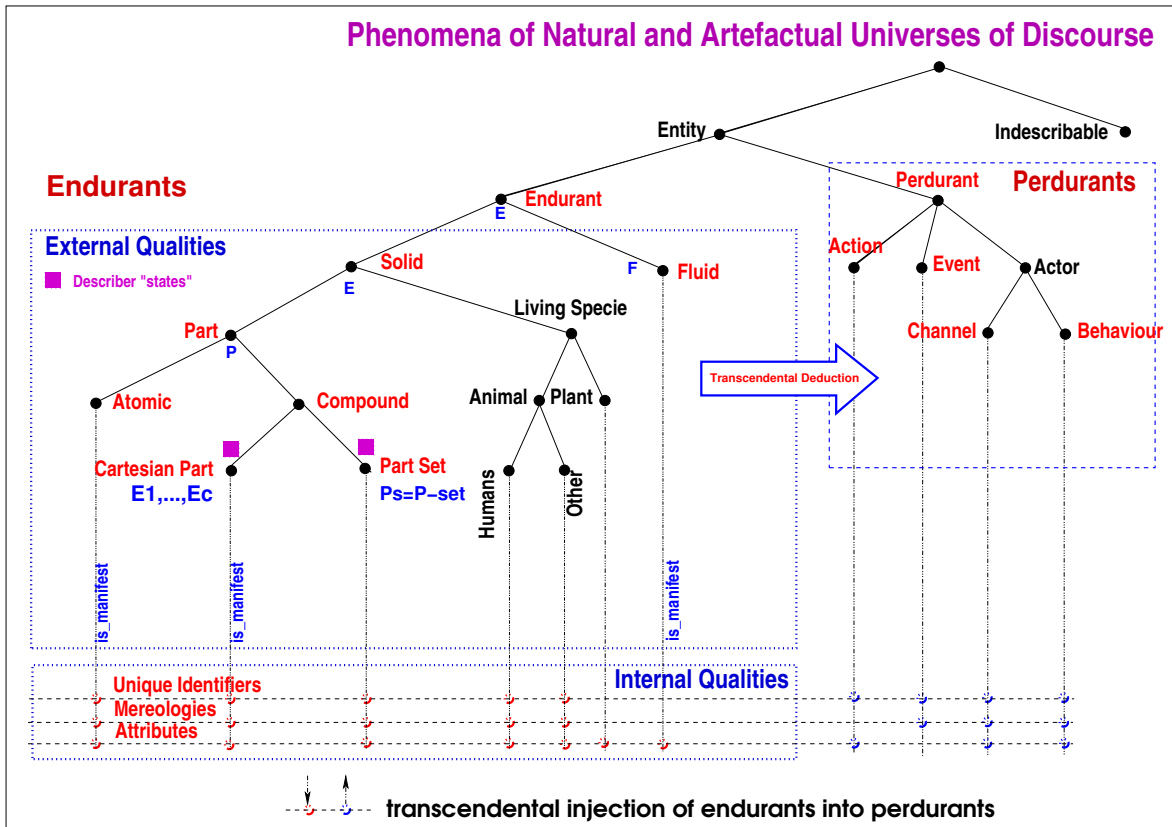 Phenomena of Natural and Artefactual Universes of Discourse
Entity
Indescribable
Endurants
Endurant
E
Perdurant
Perdurants
External Qualities
Describer "states"
Solid
E
F
Fluid
Action
Event
Actor
Part
P
Living Specie
Channel
Behaviour
Transcendental Deduction
Atomic
Compound
Animal
Plant
Cartesian Part
E1,...,Ec
Part Set
Ps=P-set
Humans
Other
is_manifest
is_manifest
is_manifest
Unique Identifiers
Internal Qualities
Mereologies
Attributes
transcendental injection of endurants into perdurants